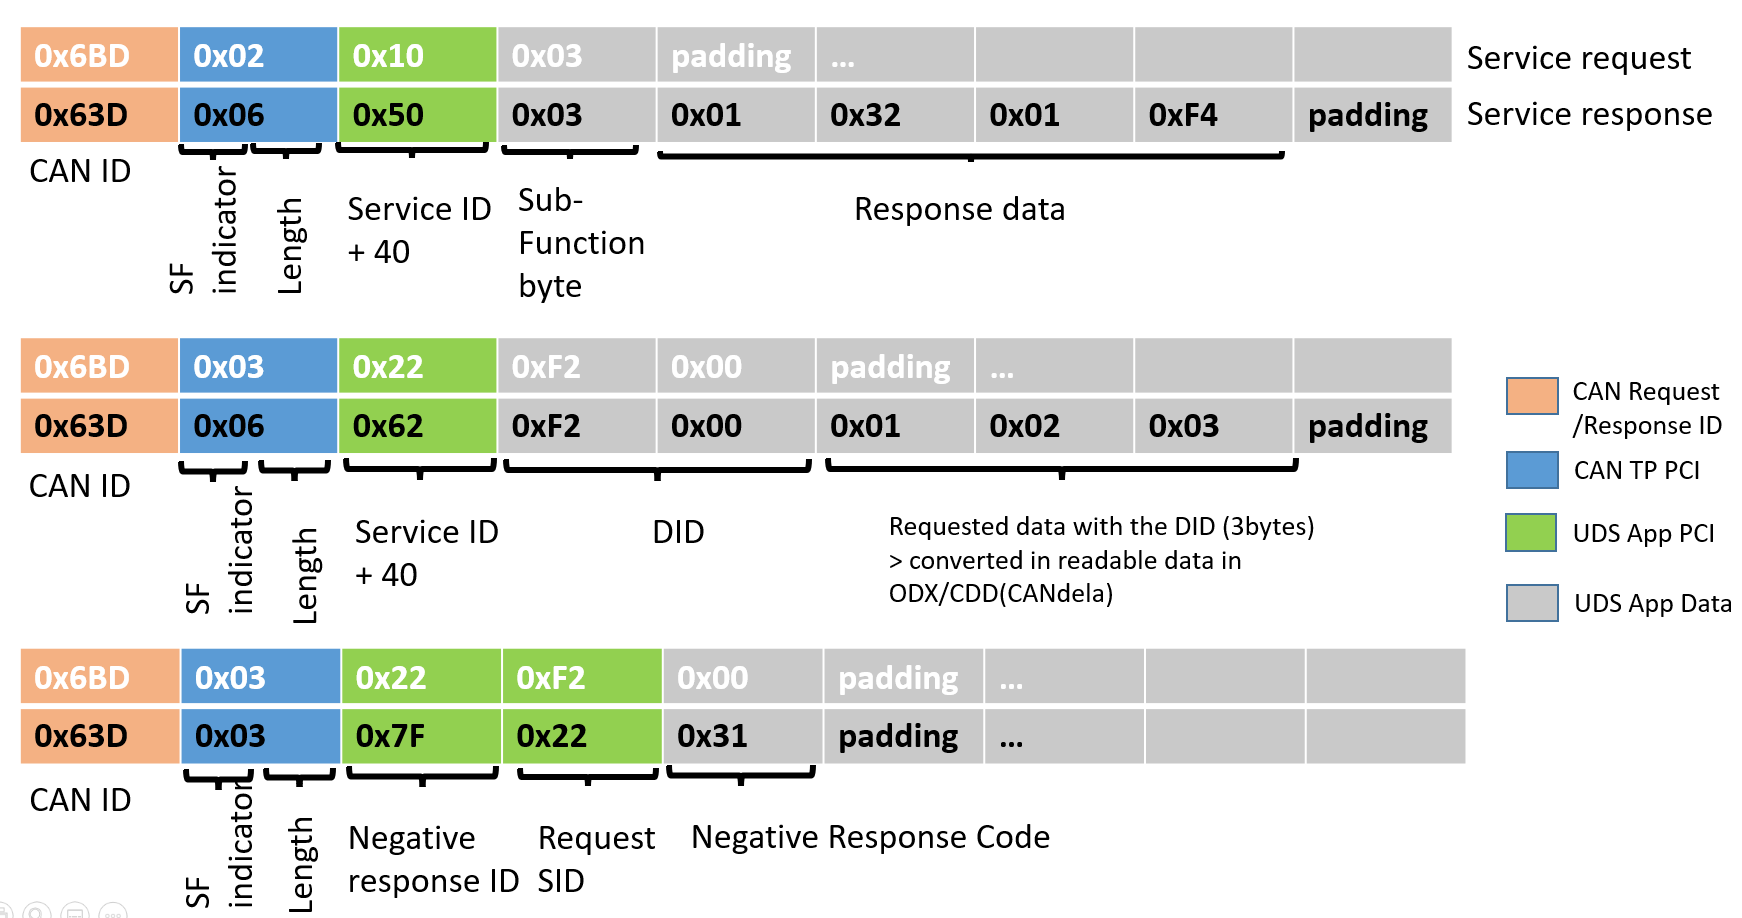 0x6BD 0x02 0x10 0x03 padding ... Service request
0x63D 0x06 0x50 0x03 0x01 0x32 0x01 0xF4 padding Service response
CAN ID
SF
indicator
Length
Service ID
+ 40
Sub-
Function
byte
Response data
0x6BD 0x03 0x22 0xF2 0x00 padding ...
0x63D 0x06 0x62 0xF2 0x00 0x01 0x02 0x03 padding
CAN ID
SF
indicator
Length
Service ID
+ 40
DID
Requested data with the DID (3bytes)
> converted in readable data in
ODX/CDD(CANdela)
CAN Request
/Response ID
CAN TP PCI
UDS App PCI
UDS App Data
0x6BD 0x03 0x22 0xF2 0x00 padding ...
0x63D 0x03 0x7F 0x22 0x31 padding ...
CAN ID
SF
indicator
Length
Negative
response ID
Request
SID
Negative Response Code